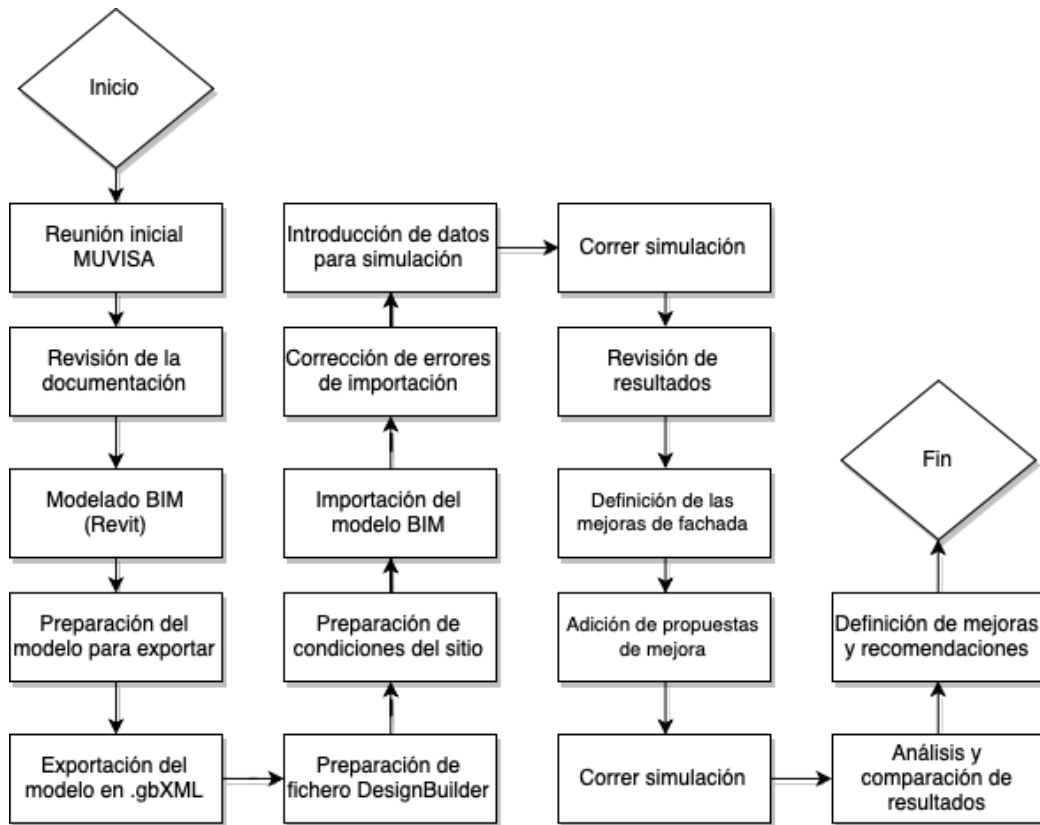 Inicio
Reunión inicial
MUVISA
Revisión de la
documentación
Modelado BIM
(Revit)
Preparación del
modelo para exportar
Exportación del
modelo en .gbXML
Preparación de
fichero DesignBuilder
Preparación de
condiciones del sitio
Importación del
modelo BIM
Corrección de errores
de importación
Introducción de datos
para simulación
Correr simulación
Revisión de
resultados
Definición de las
mejoras de fachada
Adición de propuestas
de mejora
Correr simulación
Análisis y
comparación de
resultados
Definición de mejoras
y recomendaciones
Fin